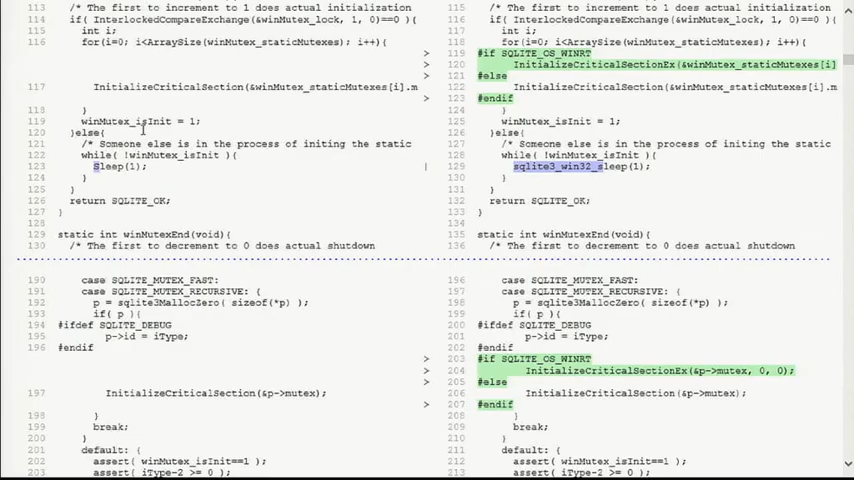 113 /* The first to increment to 1 does actual initialization
114 if( InterlockedCompareExchange(&winMutex_lock, 1, 0)==0 ){
115 int i;
116 for(i=0; i<ArraySize(winMutex_staticMutexes); i++){
>
>
>
117 InitializeCriticalSection(&winMutex_staticMutexes[i].m
>
118 }
119 winMutex_isInit = 1;
120 }else{
121 /* Someone else is in the process of initing the static
122 while( !winMutex_isInit ){
123 Sleep(1); |
124 }
125 }
126 return SQLITE_OK;
127 }
128
129 static int winMutexEnd(void){
130 /* The first to decrement to 0 does actual shutdown
190 case SQLITE_MUTEX_FAST:
191 case SQLITE_MUTEX_RECURSIVE: {
192 p = sqlite3MallocZero( sizeof(*p) );
193 if( p ){
194 #ifdef SQLITE_DEBUG
195 p->id = iType;
196 #endif
>
>
>
197 InitializeCriticalSection(&p->mutex);
>
198 }
199 break;
200 }
201 default: {
202 assert( winMutex_isInit==1 );
203 assert( iType-2 >= 0 );
115 /* The first to increment to 1 does actual initialization
116 if( InterlockedCompareExchange(&winMutex_lock, 1, 0)==0 ){
117 int i;
118 for(i=0; i<ArraySize(winMutex_staticMutexes); i++){
119 #if SQLITE_OS_WINRT
120 InitializeCriticalSectionEx(&winMutex_staticMutexes[i]
121 #else
122 InitializeCriticalSection(&winMutex_staticMutexes[i].m
123 #endif
124 }
125 winMutex_isInit = 1;
126 }else{
127 /* Someone else is in the process of initing the static
128 while( !winMutex_isInit ){
129 sqlite3_win32_sleep(1);
130 }
131 }
132 return SQLITE_OK;
133 }
134
135 static int winMutexEnd(void){
136 /* The first to decrement to 0 does actual shutdown
196 case SQLITE_MUTEX_FAST:
197 case SQLITE_MUTEX_RECURSIVE: {
198 p = sqlite3MallocZero( sizeof(*p) );
199 if( p ){
200 #ifdef SQLITE_DEBUG
201 p->id = iType;
202 #endif
203 #if SQLITE_OS_WINRT
204 InitializeCriticalSectionEx(&p->mutex, 0, 0);
205 #else
206 InitializeCriticalSection(&p->mutex);
207 #endif
208 }
209 break;
210 }
211 default: {
212 assert( winMutex_isInit==1 );
213 assert( iType-2 >= 0 );